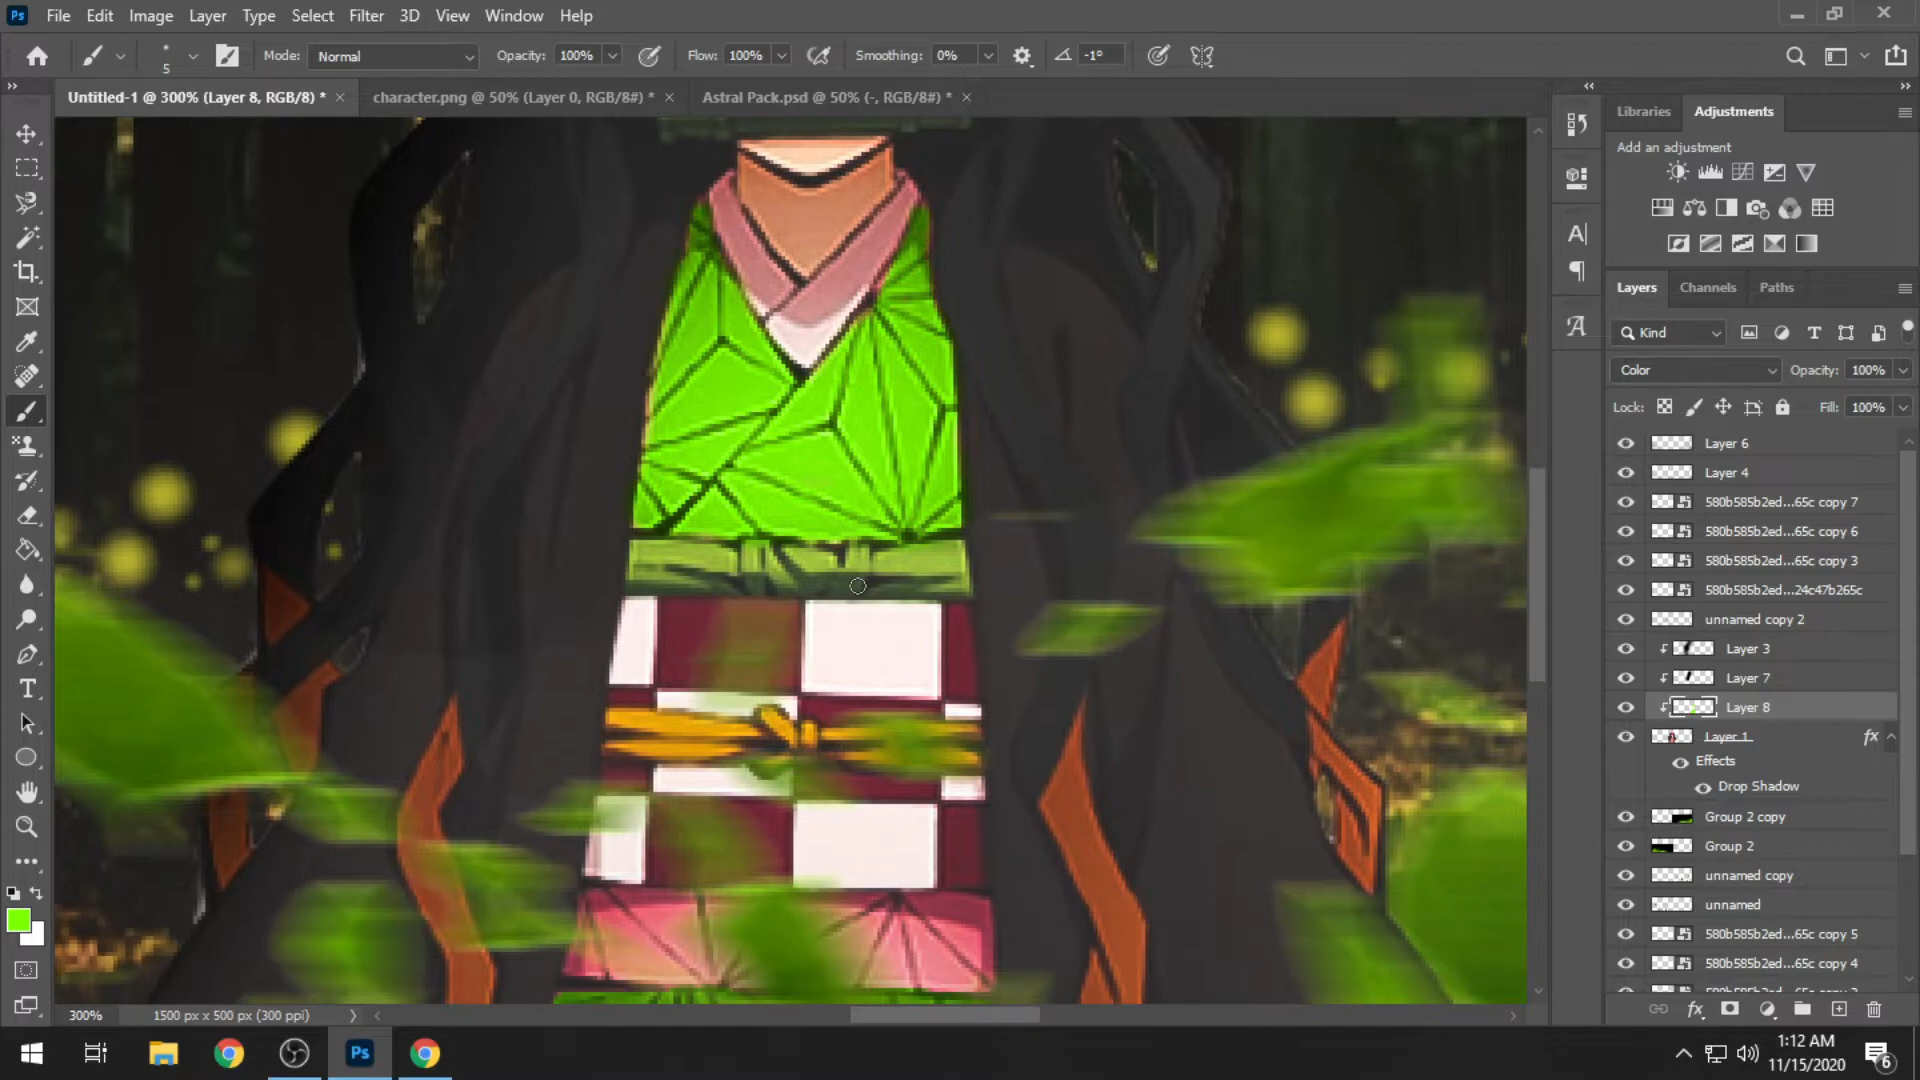 Ps File Edit Image Layer Type Select Filter 3D View Window Help
5 Mode: Normal Opacity: 100% Flow: 100% Smoothing: 0% -1°
Untitled-1 @ 300% (Layer 8, RGB/8) * character.png @ 50% (Layer 0, RGB/8#) * Astral Pack.psd @ 50% (-, RGB/8#) *
Libraries Adjustments
Add an adjustment
Layers Channels Paths
Kind
Color Opacity: 100%
Lock: Fill: 100%
Layer 6
Layer 4
580b585b2ed...65c copy 7
580b585b2ed...65c copy 6
580b585b2ed...65c copy 3
580b585b2ed...24c47b265c
unnamed copy 2
Layer 3
Layer 7
Layer 8
Layer 1 fx
Effects
Drop Shadow
Group 2 copy
Group 2
unnamed copy
unnamed
580b585b2ed...65c copy 5
580b585b2ed...65c copy 4
300% 1500 px x 500 px (300 ppi)
Ps
1:12 AM
11/15/2020
6